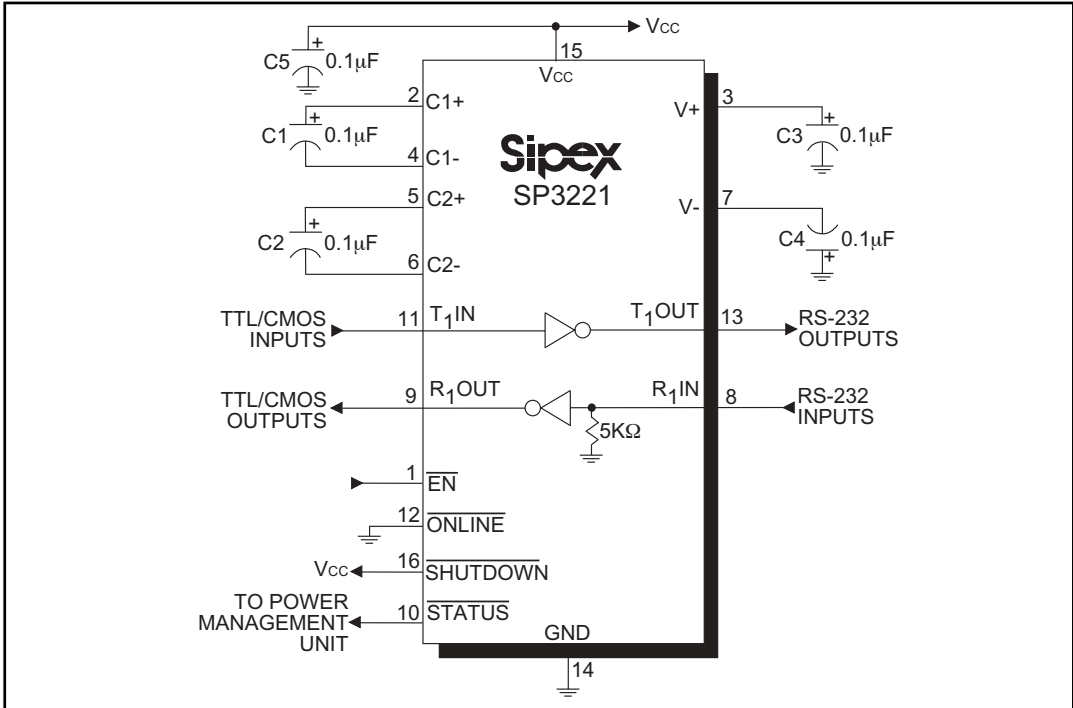 VCC
15
VCC
C5
+
0.1µF
2
C1+
C1
+
0.1µF
4
C1-
5
C2+
C2
+
0.1µF
6
C2-
Sipex
SP3221
V+
3
C3
+
0.1µF
V-
7
C4
0.1µF
+
TTL/CMOS
INPUTS
11
T1IN
T1OUT
13
RS-232
OUTPUTS
TTL/CMOS
OUTPUTS
9
R1OUT
R1IN
8
RS-232
INPUTS
5KΩ
1
EN
12
ONLINE
VCC
16
SHUTDOWN
TO POWER
MANAGEMENT
UNIT
10
STATUS
GND
14